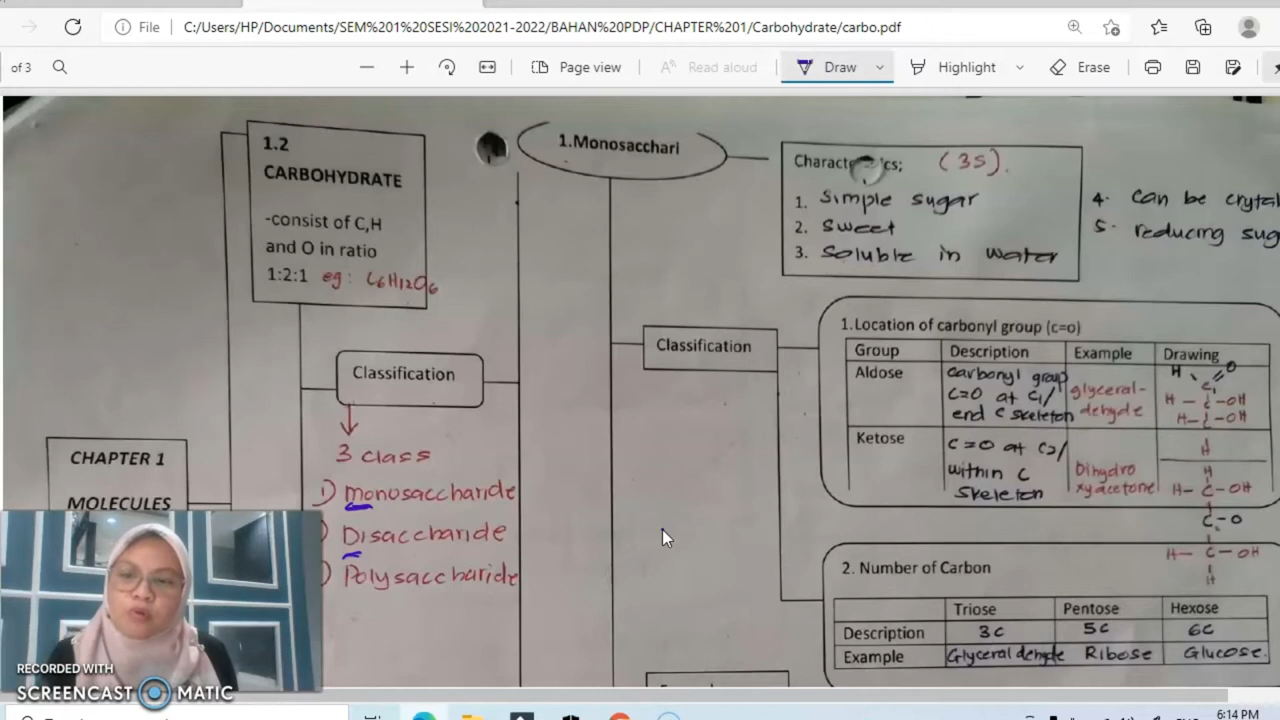 File
C:/Users/HP/Documents/SEM%201%20SESI%202021-2022/BAHAN%20PDP/CHAPTER%201/Carbohydrate/carbo.pdf
of 3
Page view
Read aloud
Draw
Highlight
Erase
1.2
CARBOHYDRATE
-consist of C,H
and O in ratio
1:2:1 eg: C6H12O6
Classification
3 class
1) monosaccharide
) Disaccharide
) Polysaccharide
CHAPTER 1
MOLECULES
1.Monosacchari
(3S).
1. Simple sugar
2. Sweet
3. Soluble in water
4. can be
5. reducing
Classification
1.Location of carbonyl group (c=o)
Group Description Example Drawing
Aldose
carbonyl group
C=O at C1/
end C skeleton
glyceral-
dehyde
H O
C
H - C - OH
H - C - OH
H
Ketose
C=O at C2/
within C
skeleton
Dihydro
xyacetone
H
H - C - OH
C - O
H - C - OH
H
2. Number of Carbon
Triose Pentose Hexose
Description 3C 5C 6C
Example Glyceraldehyde Ribose Glucose.
RECORDED WITH
SCREENCAST MATIC
ENG
6:14 PM